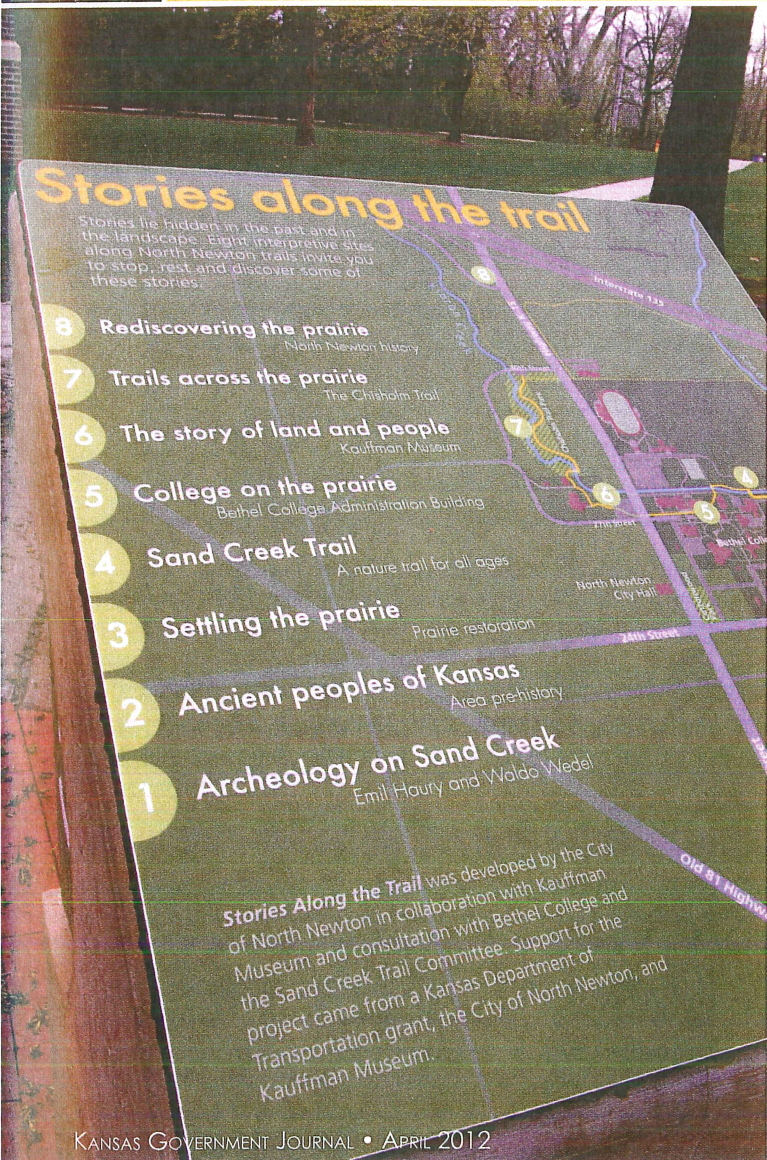 Stories along the trail
Stories lie hidden in the past and in
the landscape. Eight interpretive sites
along North Newton trails invite you
to stop, rest and discover some of
these stories.
8 Rediscovering the prairie
North Newton history
7 Trails across the prairie
The Chisholm Trail
6 The story of land and people
Kauffman Museum
5 College on the prairie
Bethel College Administration Building
4 Sand Creek Trail
A nature trail for all ages
3 Settling the prairie
Prairie restoration
2 Ancient peoples of Kansas
Area pre-history
1 Archeology on Sand Creek
Emil Haury and Waldo Wedel
8
Interstate 135
7
6
5
4
27th Street
Bethel Colle
North Newton
City Hall
24th Street
Old 81 Highw
Stories Along the Trail was developed by the City
of North Newton in collaboration with Kauffman
Museum and consultation with Bethel College and
the Sand Creek Trail Committee. Support for the
project came from a Kansas Department of
Transportation grant, the City of North Newton, and
Kauffman Museum.
KANSAS GOVERNMENT JOURNAL • APRIL 2012